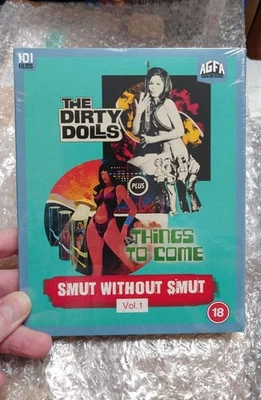 101
FILMS
AGFA
THE
DIRTY
DOLLS
PLUS
THINGS
TO COME
SMUT WITHOUT SMUT
Vol.1
18